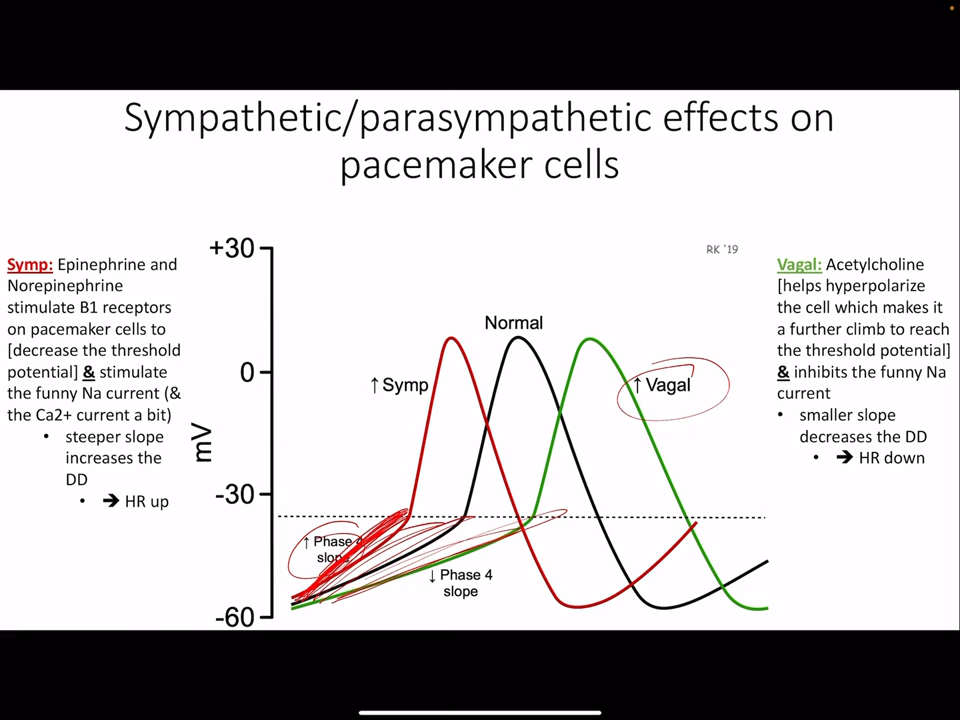 Sympathetic/parasympathetic effects on
pacemaker cells
Symp: Epinephrine and
Norepinephrine
stimulate B1 receptors
on pacemaker cells to
[decrease the threshold
potential] & stimulate
the funny Na current (&
the Ca2+ current a bit)
• steeper slope
increases the
DD
• ➔ HR up
+30
0
-30
-60
mV
RK '19
Normal
↑ Symp
↑ Vagal
↑ Phase 4
slope
↓ Phase 4
slope
Vagal: Acetylcholine
[helps hyperpolarize
the cell which makes it
a further climb to reach
the threshold potential]
& inhibits the funny Na
current
• smaller slope
decreases the DD
• ➔ HR down